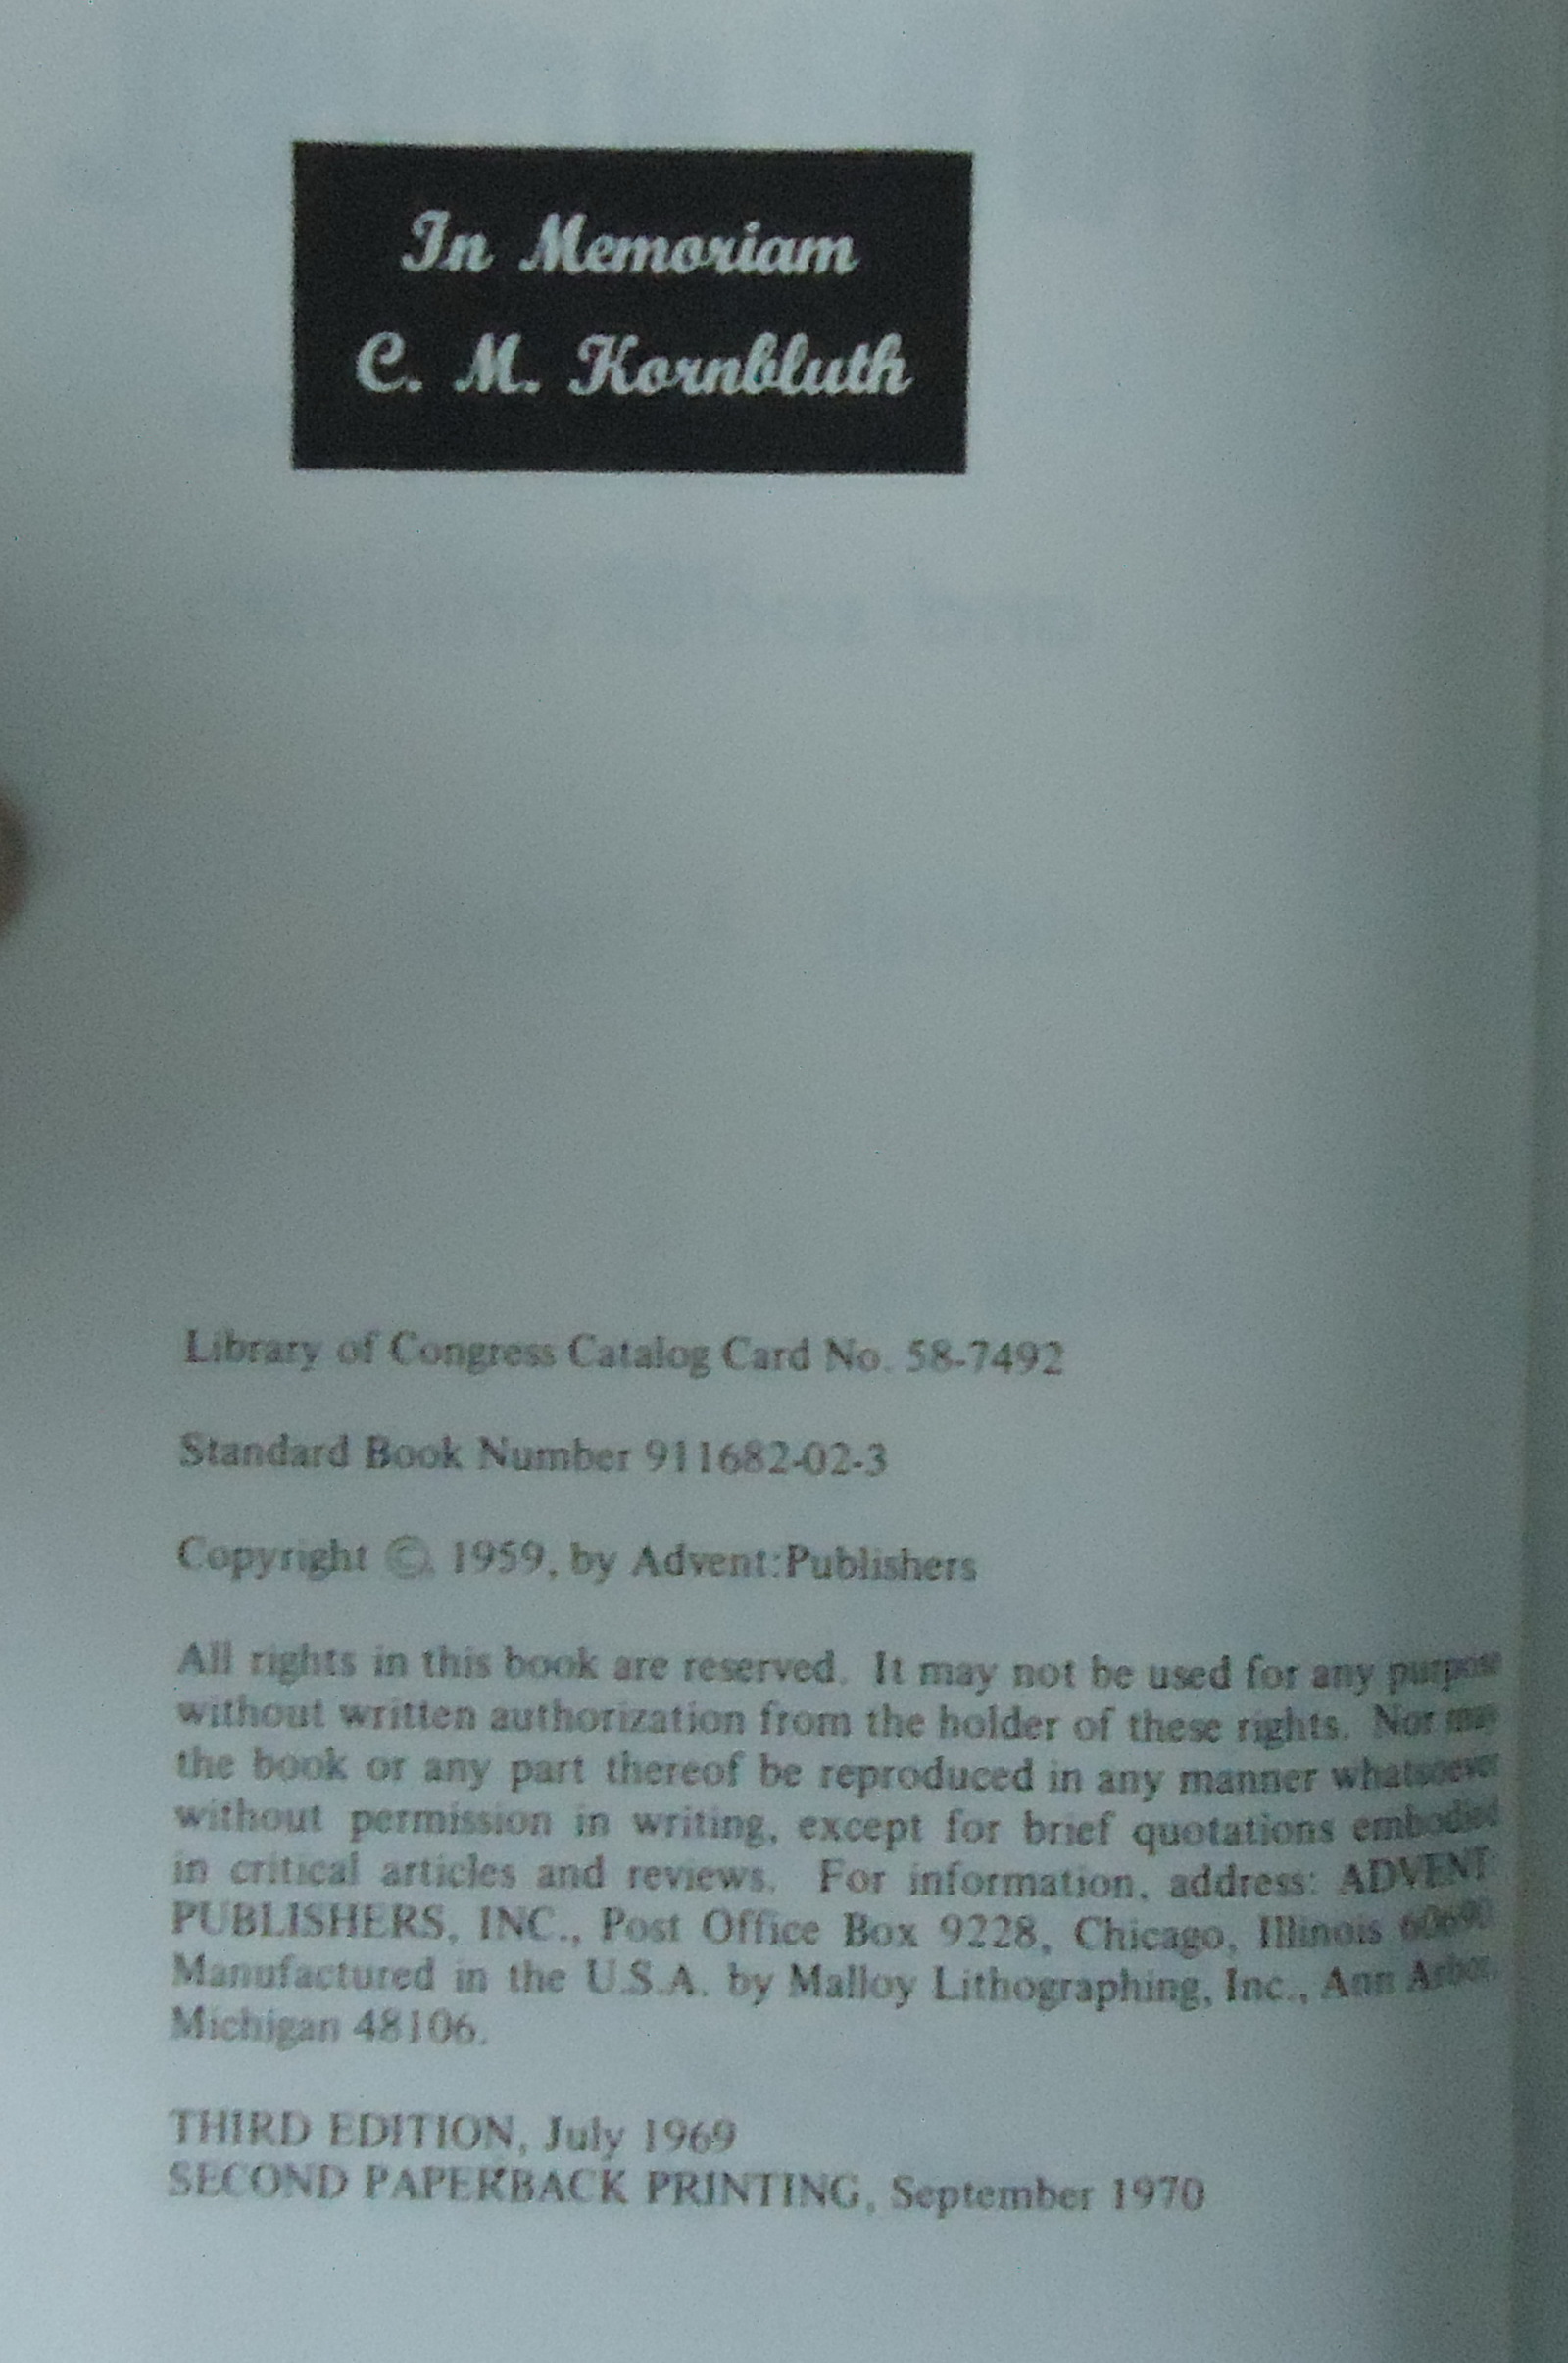 In Memoriam
C. M. Kornbluth
Library of Congress Catalog Card No. 58-7492
Standard Book Number 911682-02-3
Copyright ©, 1959, by Advent:Publishers
All rights in this book are reserved. It may not be used for any purpose
without written authorization from the holder of these rights. Nor may
the book or any part thereof be reproduced in any manner whatsoever
without permission in writing, except for brief quotations embodied
in critical articles and reviews. For information, address: ADVENT:
PUBLISHERS, INC., Post Office Box 9228, Chicago, Illinois 60690
Manufactured in the U.S.A. by Malloy Lithographing, Inc., Ann Arbor,
Michigan 48106.
THIRD EDITION, July 1969
SECOND PAPERBACK PRINTING, September 1970